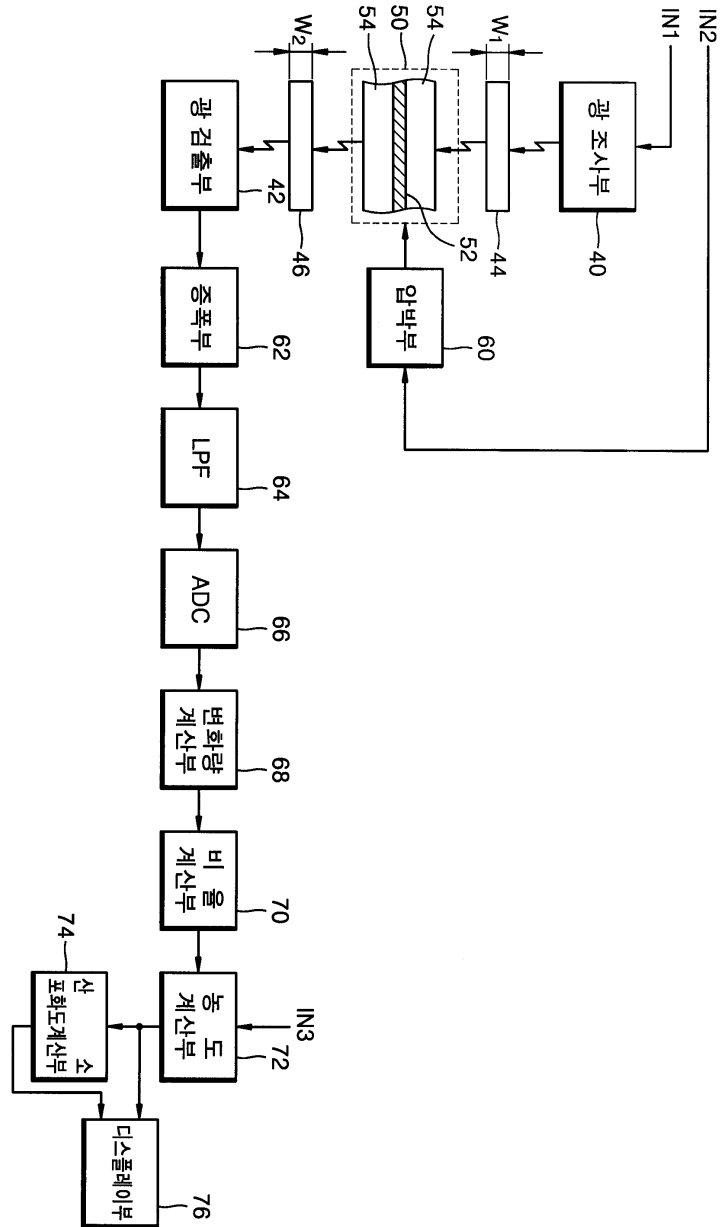 IN1
IN2
광 조사부
40
W₁
44
50
54
54
52
W₂
46
광 검출부
42
압박부
60
증폭부
62
LPF
64
ADC
66
변화량
계산부
68
비 율
계산부
70
IN3
농 도
계산부
72
산 소
포화도계산부
74
디스플레이부
76